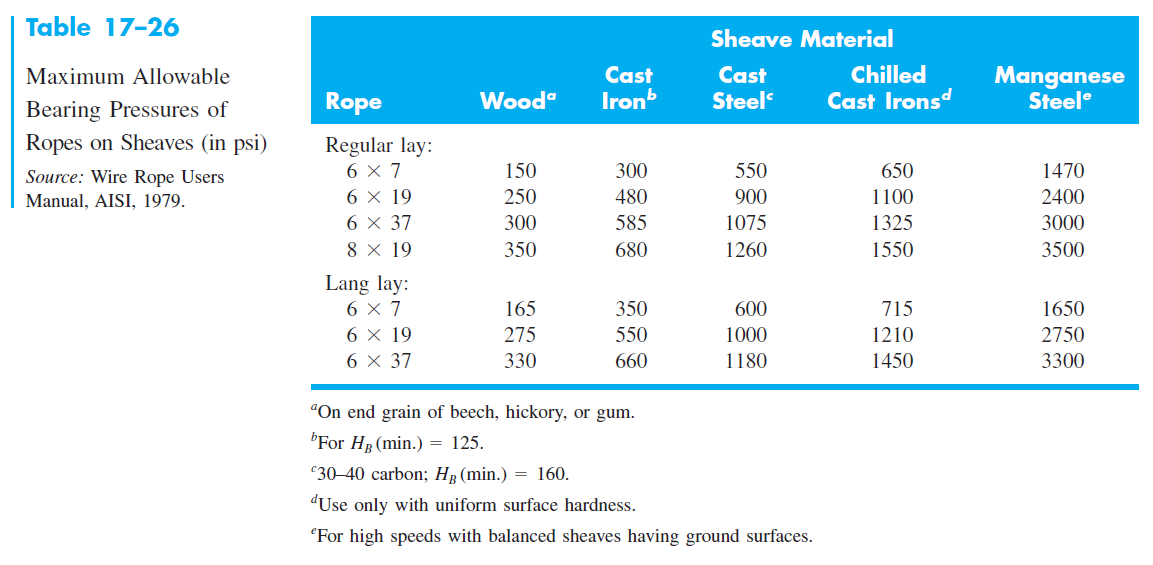 Table 17–26
Maximum Allowable
Bearing Pressures of
Ropes on Sheaves (in psi)
Source: Wire Rope Users
Manual, AISI, 1979.
Sheave Material
Rope Woodᵃ Cast Ironᵇ Cast Steelᶜ Chilled Cast Ironsᵈ Manganese Steelᵉ
Regular lay:
6 × 7 150 300 550 650 1470
6 × 19 250 480 900 1100 2400
6 × 37 300 585 1075 1325 3000
8 × 19 350 680 1260 1550 3500
Lang lay:
6 × 7 165 350 600 715 1650
6 × 19 275 550 1000 1210 2750
6 × 37 330 660 1180 1450 3300
ᵃOn end grain of beech, hickory, or gum.
ᵇFor H_B (min.) = 125.
ᶜ30–40 carbon; H_B (min.) = 160.
ᵈUse only with uniform surface hardness.
ᵉFor high speeds with balanced sheaves having ground surfaces.